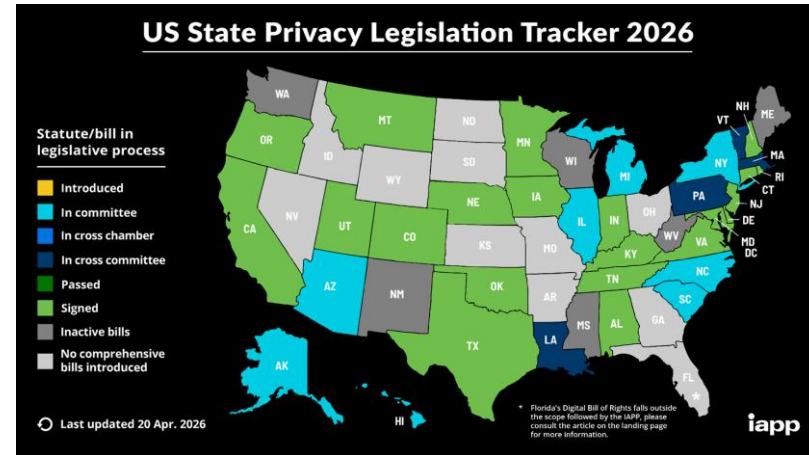 US State Privacy Legislation Tracker 2026
Statute/bill in
legislative process
Introduced
In committee
In cross chamber
In cross committee
Passed
Signed
Inactive bills
No comprehensive
bills introduced
Last updated 20 Apr. 2026
WA
OR
CA
NV
ID
MT
WY
UT
AZ
CO
NM
ND
SD
NE
KS
OK
TX
MN
IA
MO
AR
LA
WI
IL
MI
IN
OH
KY
TN
MS
AL
GA
FL
*
SC
NC
VA
WV
PA
NY
VT
NH
ME
MA
RI
CT
NJ
DE
MD
DC
AK
HI
* Florida's Digital Bill of Rights falls outside
the scope followed by the IAPP, please
consult the article on the landing page
for more information.
iapp